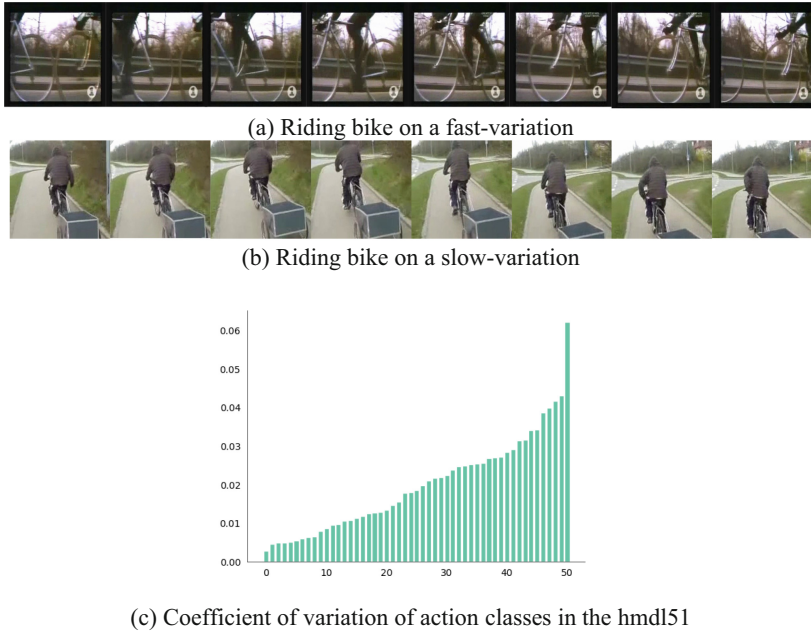 (a) Riding bike on a fast-variation
(b) Riding bike on a slow-variation
0.06
0.05
0.04
0.03
0.02
0.01
0.00
0 10 20 30 40 50
(c) Coefficient of variation of action classes in the hmdl51